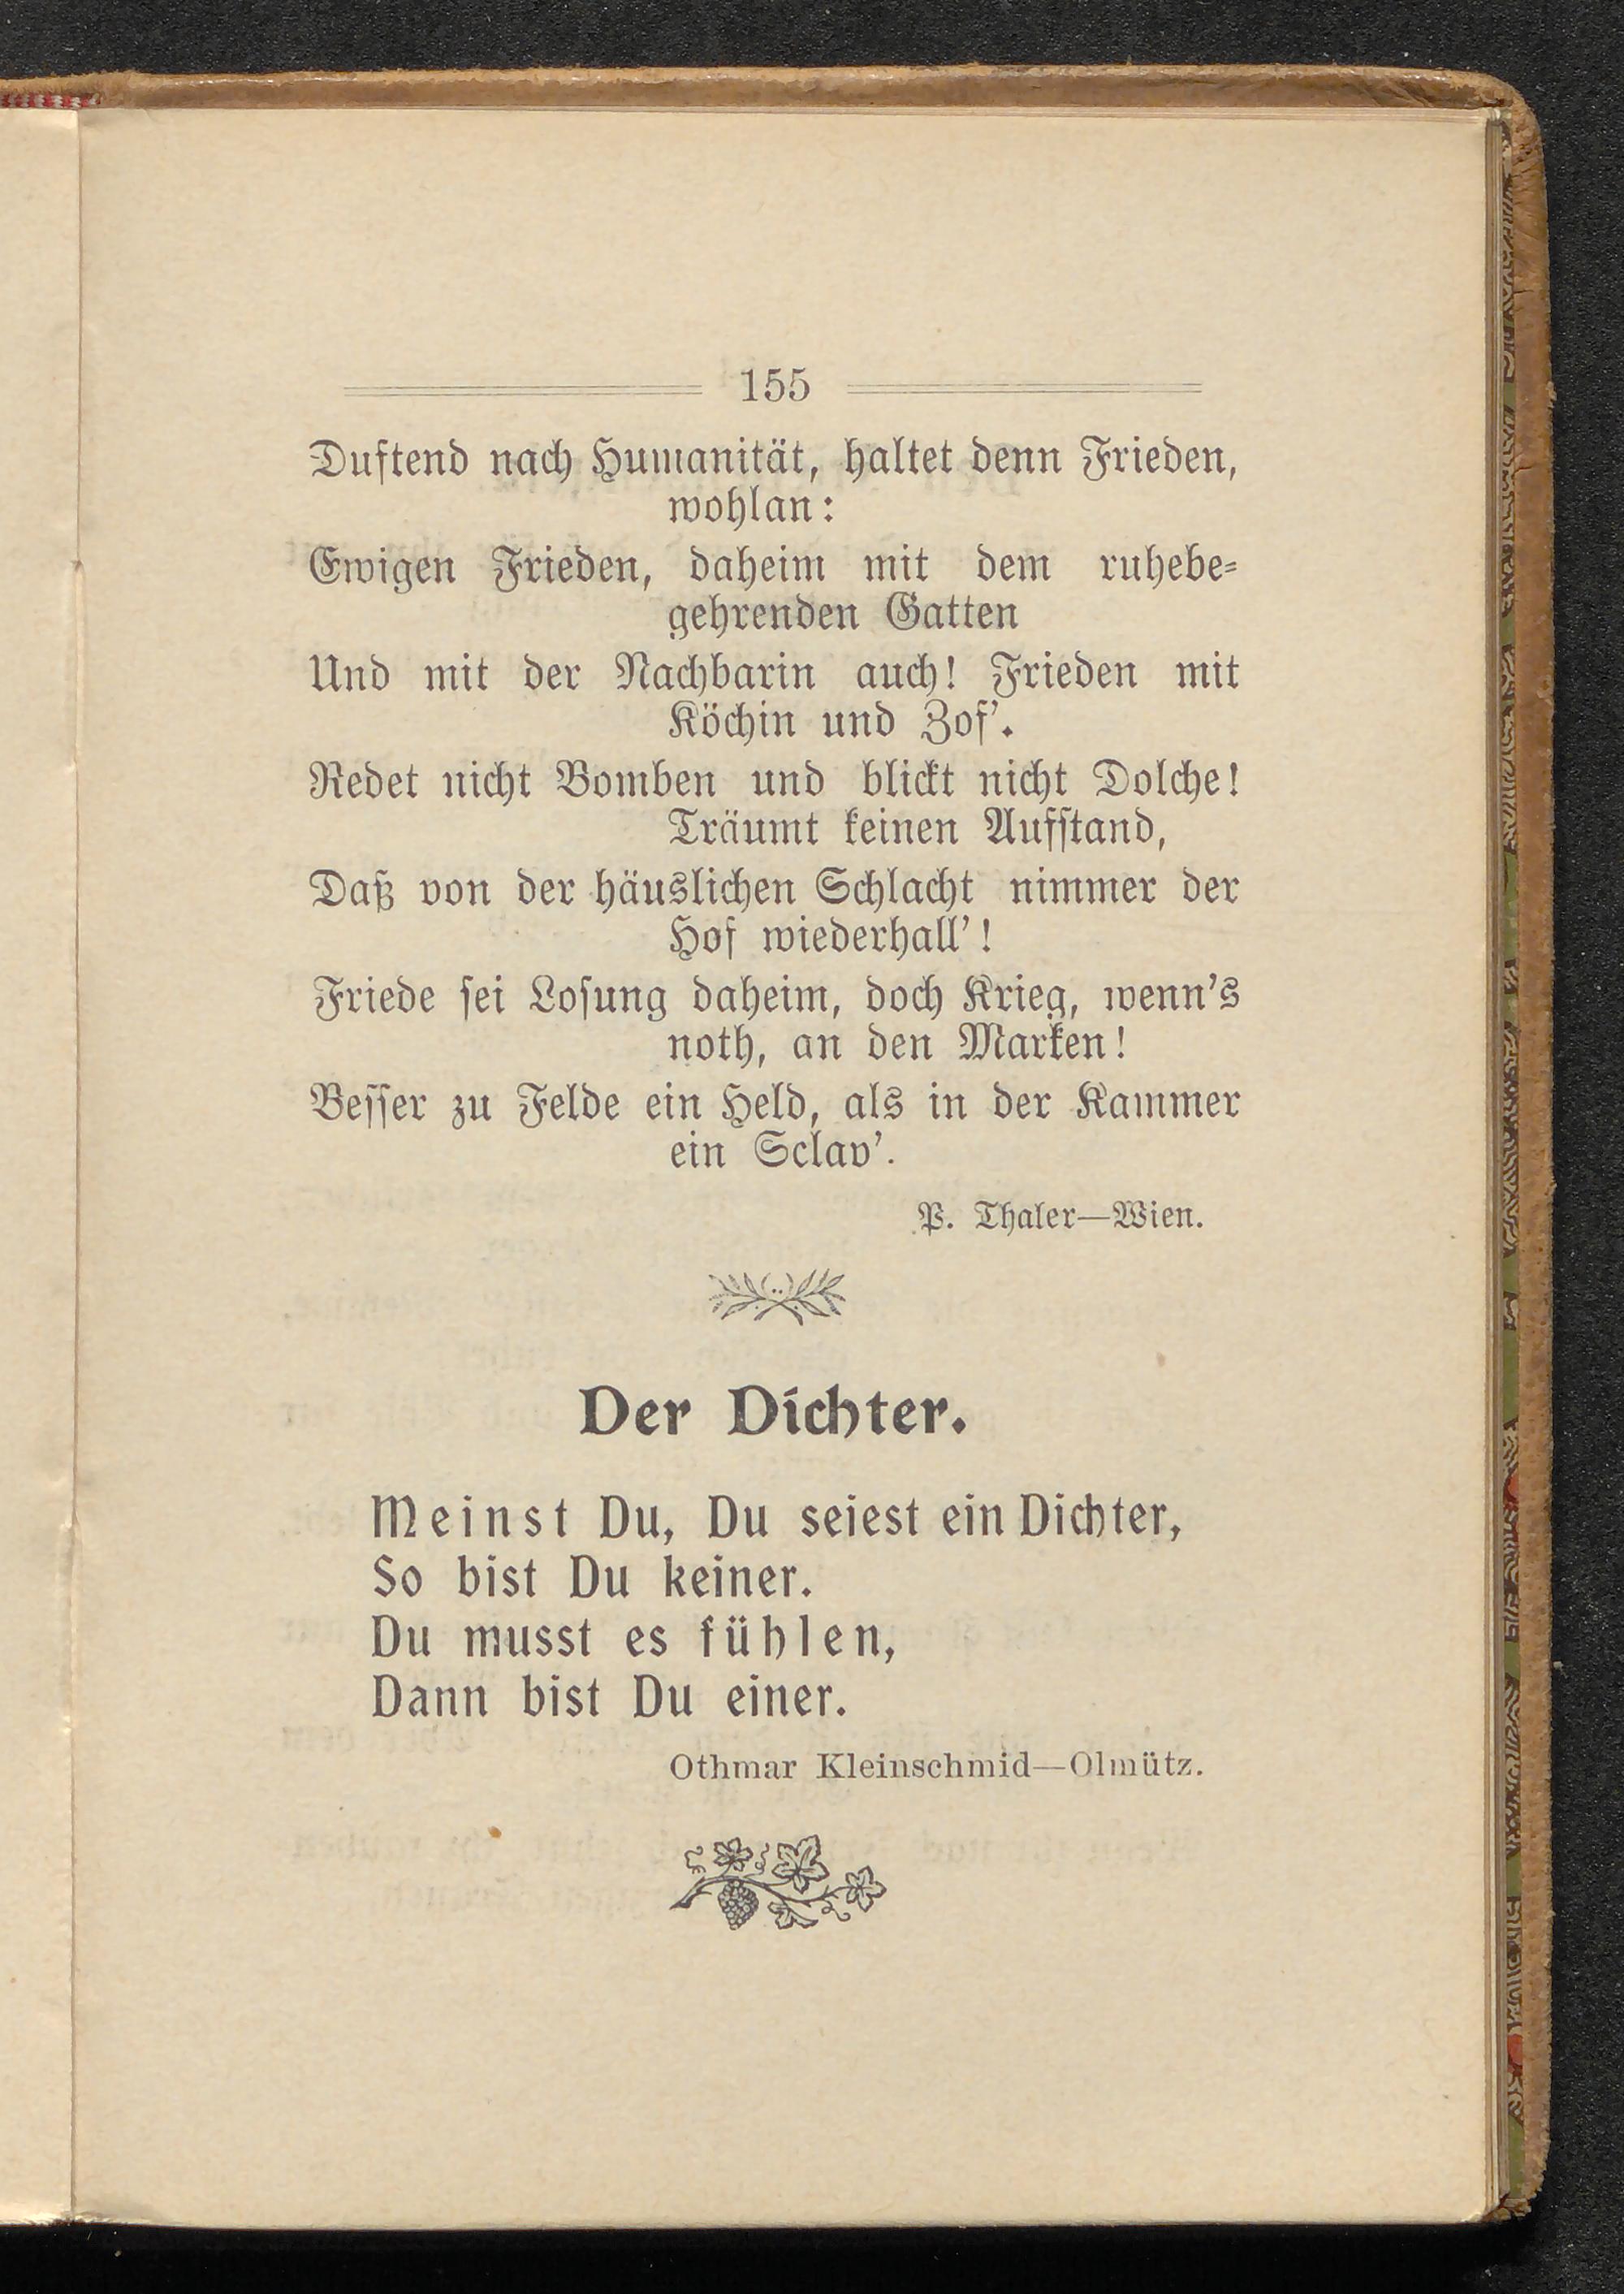 155
Duftend nach Humanität, haltet denn Frieden,
wohlan:
Ewigen Frieden, daheim mit dem ruhebe-
gehrenden Gatten
Und mit der Nachbarin auch! Frieden mit
Köchin und Zof'.
Redet nicht Bomben und blickt nicht Dolche!
Träumt keinen Aufstand,
Daß von der häuslichen Schlacht nimmer der
Hof wiederhall'!
Friede sei Losung daheim, doch Krieg, wenn's
noth, an den Marken!
Besser zu Felde ein Held, als in der Kammer
ein Sclav'.
P. Thaler—Wien.
Der Dichter.
Meinst Du, Du seiest ein Dichter,
So bist Du keiner.
Du musst es fühlen,
Dann bist Du einer.
Othmar Kleinschmid—Olmütz.